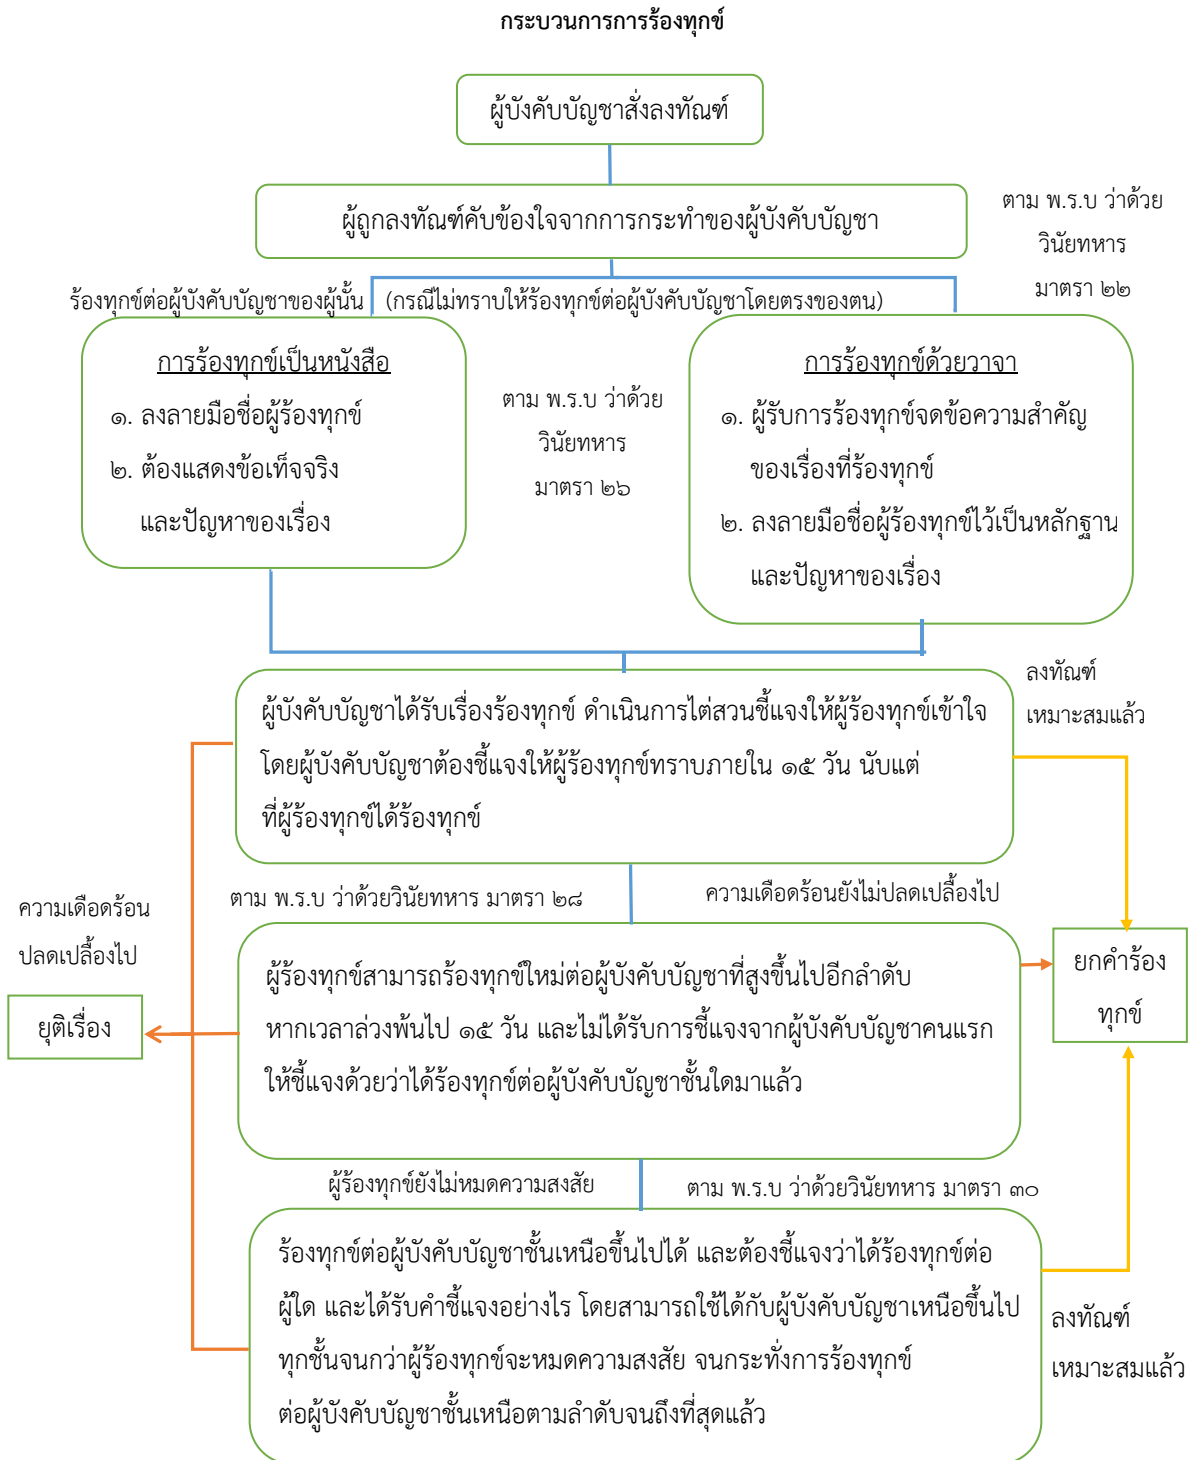 กระบวนการการร้องทุกข์
ผู้บังคับบัญชาสั่งลงทัณฑ์
ผู้ถูกลงทัณฑ์คับข้องใจจากการกระทำของผู้บังคับบัญชา
ตาม พ.ร.บ ว่าด้วย
วินัยทหาร
มาตรา ๒๒
ร้องทุกข์ต่อผู้บังคับบัญชาของผู้นั้น (กรณีไม่ทราบให้ร้องทุกข์ต่อผู้บังคับบัญชาโดยตรงของตน)
การร้องทุกข์เป็นหนังสือ
๑. ลงลายมือชื่อผู้ร้องทุกข์
๒. ต้องแสดงข้อเท็จจริง
และปัญหาของเรื่อง
ตาม พ.ร.บ ว่าด้วย
วินัยทหาร
มาตรา ๒๖
การร้องทุกข์ด้วยวาจา
๑. ผู้รับการร้องทุกข์จดข้อความสำคัญ
ของเรื่องที่ร้องทุกข์
๒. ลงลายมือชื่อผู้ร้องทุกข์ไว้เป็นหลักฐาน
และปัญหาของเรื่อง
ผู้บังคับบัญชาได้รับเรื่องร้องทุกข์ ดำเนินการไต่สวนชี้แจงให้ผู้ร้องทุกข์เข้าใจ
โดยผู้บังคับบัญชาต้องชี้แจงให้ผู้ร้องทุกข์ทราบภายใน ๑๕ วัน นับแต่
ที่ผู้ร้องทุกข์ได้ร้องทุกข์
ลงทัณฑ์
เหมาะสมแล้ว
ตาม พ.ร.บ ว่าด้วยวินัยทหาร มาตรา ๒๘
ความเดือดร้อนยังไม่ปลดเปลื้องไป
ความเดือดร้อน
ปลดเปลื้องไป
ยุติเรื่อง
ผู้ร้องทุกข์สามารถร้องทุกข์ใหม่ต่อผู้บังคับบัญชาที่สูงขึ้นไปอีกลำดับ
หากเวลาล่วงพ้นไป ๑๕ วัน และไม่ได้รับการชี้แจงจากผู้บังคับบัญชาคนแรก
ให้ชี้แจงด้วยว่าได้ร้องทุกข์ต่อผู้บังคับบัญชาชั้นใดมาแล้ว
ยกคำร้อง
ทุกข์
ผู้ร้องทุกข์ยังไม่หมดความสงสัย
ตาม พ.ร.บ ว่าด้วยวินัยทหาร มาตรา ๓๐
ร้องทุกข์ต่อผู้บังคับบัญชาชั้นเหนือขึ้นไปได้ และต้องชี้แจงว่าได้ร้องทุกข์ต่อ
ผู้ใด และได้รับคำชี้แจงอย่างไร โดยสามารถใช้ได้กับผู้บังคับบัญชาเหนือขึ้นไป
ทุกชั้นจนกว่าผู้ร้องทุกข์จะหมดความสงสัย จนกระทั่งการร้องทุกข์
ต่อผู้บังคับบัญชาชั้นเหนือตามลำดับจนถึงที่สุดแล้ว
ลงทัณฑ์
เหมาะสมแล้ว